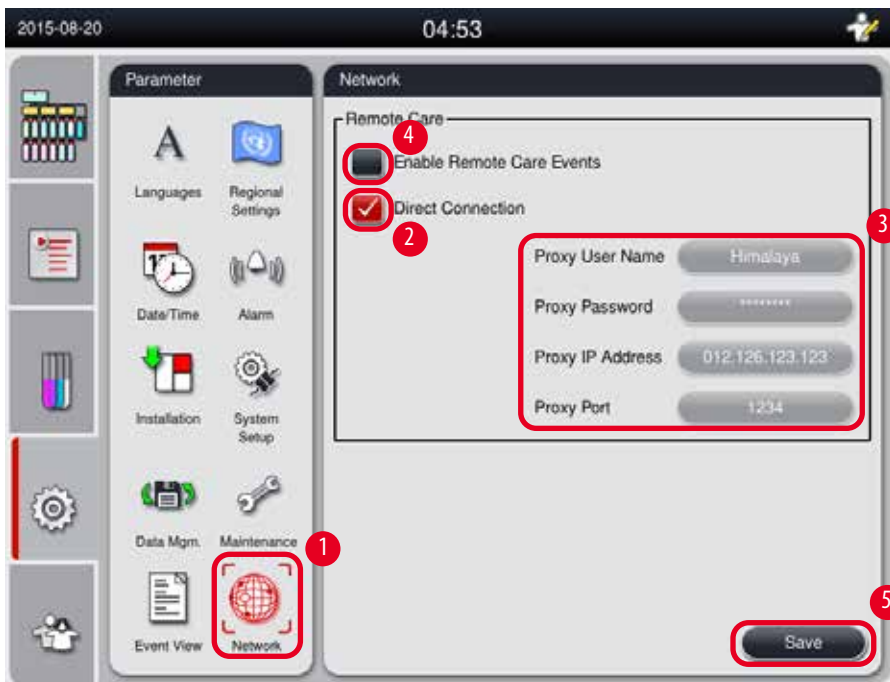 2015-08-20
04:53
Parameter
Network
Remote Care
4
Enable Remote Care Events
Direct Connection
2
3
Proxy User Name Himalaya
Proxy Password ********
Proxy IP Address 012.126.123.123
Proxy Port 1234
A
Languages
Regional
Settings
Date/Time
Alarm
Installation
System
Setup
Data Mgm.
Maintenance
1
Event View
Network
5
Save